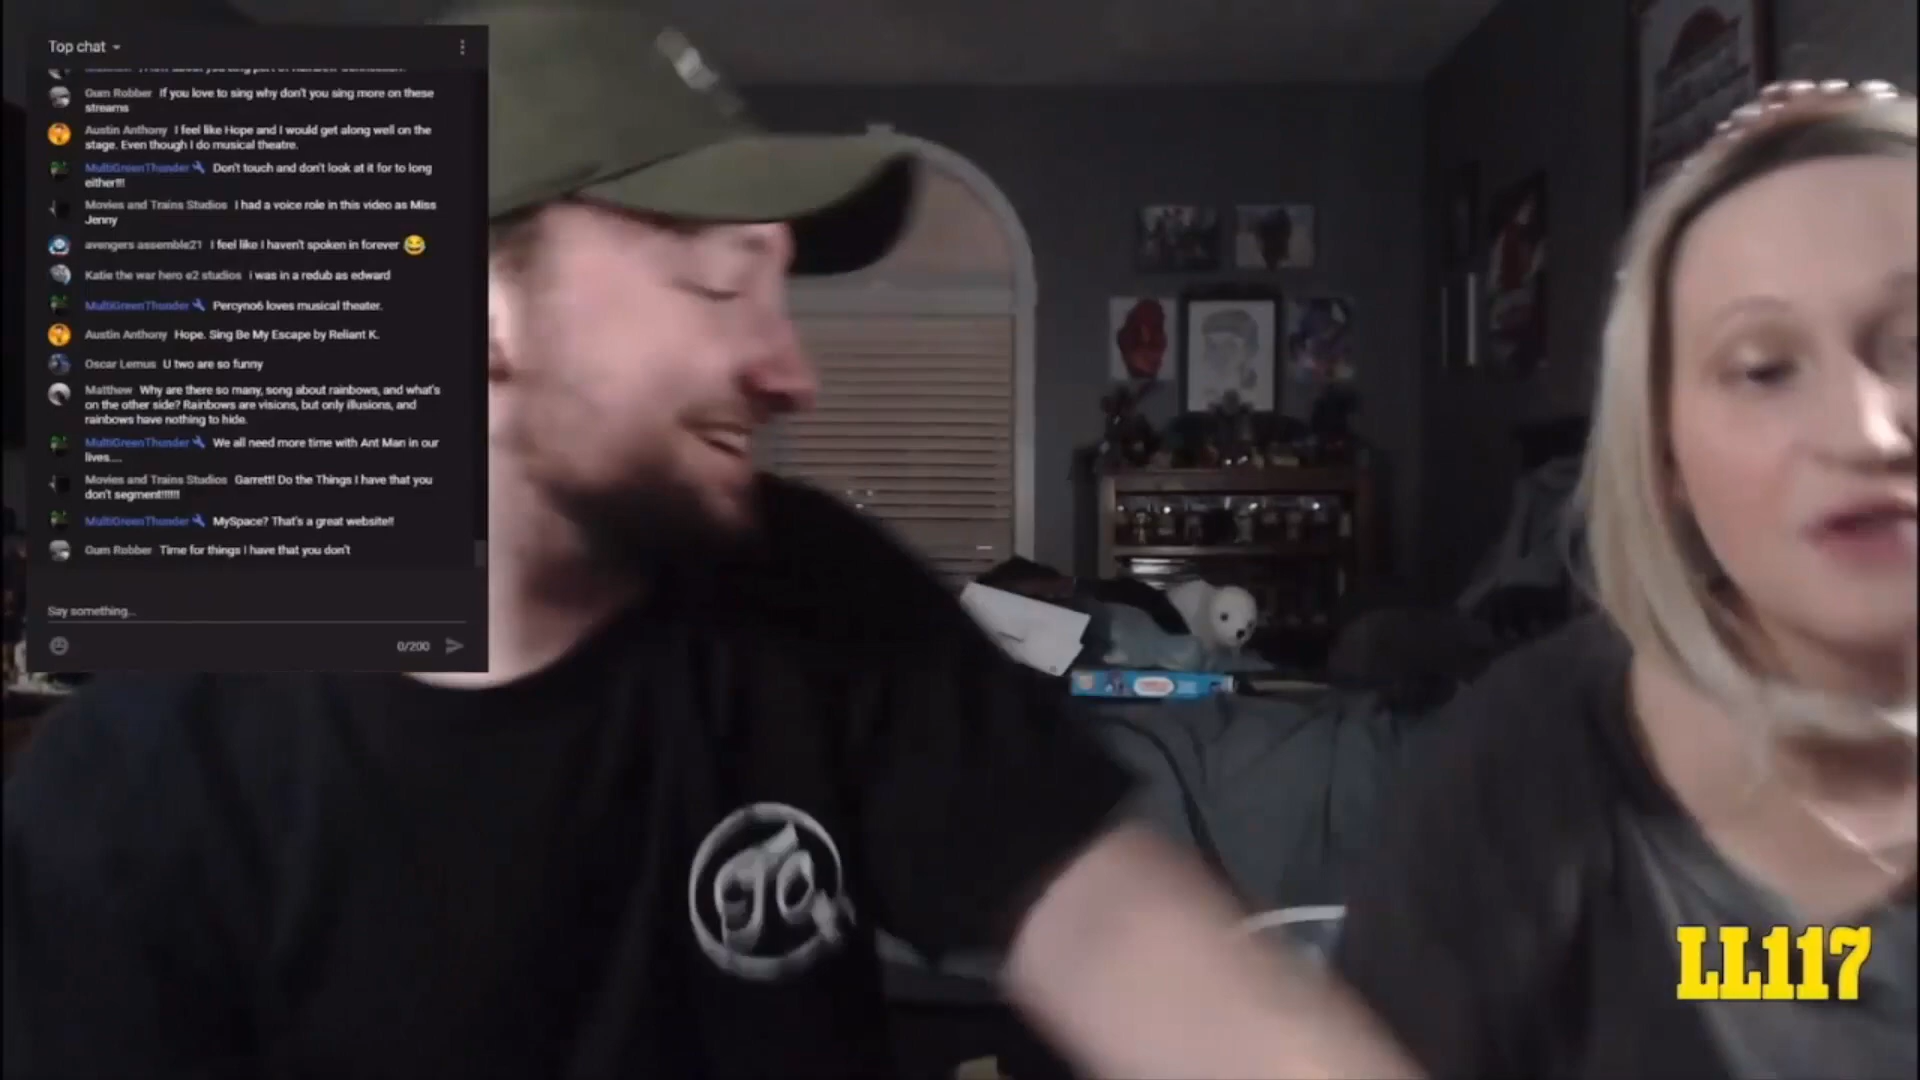 Top chat
Gum Robber If you love to sing why don't you sing more on these
streams
Austin Anthony I feel like Hope and I would get along well on the
stage. Even though I do musical theatre.
MultiGreenThunder Don't touch and don't look at it for to long
either!!!
Movies and Trains Studios I had a voice role in this video as Miss
Jenny
avengers assemble21 I feel like I haven't spoken in forever
Katie the war hero e2 studios i was in a redub as edward
MultiGreenThunder Percyno6 loves musical theater.
Austin Anthony Hope. Sing Be My Escape by Reliant K.
Oscar Lemus U two are so funny
Matthew Why are there so many, song about rainbows, and what's
on the other side? Rainbows are visions, but only illusions, and
rainbows have nothing to hide.
MultiGreenThunder We all need more time with Ant Man in our
lives....
Movies and Trains Studios Garrett! Do the Things I have that you
don't segment!!!!!!!
MultiGreenThunder MySpace? That's a great website!!
Gum Robber Time for things I have that you don't
Say something...
0/200
LL117